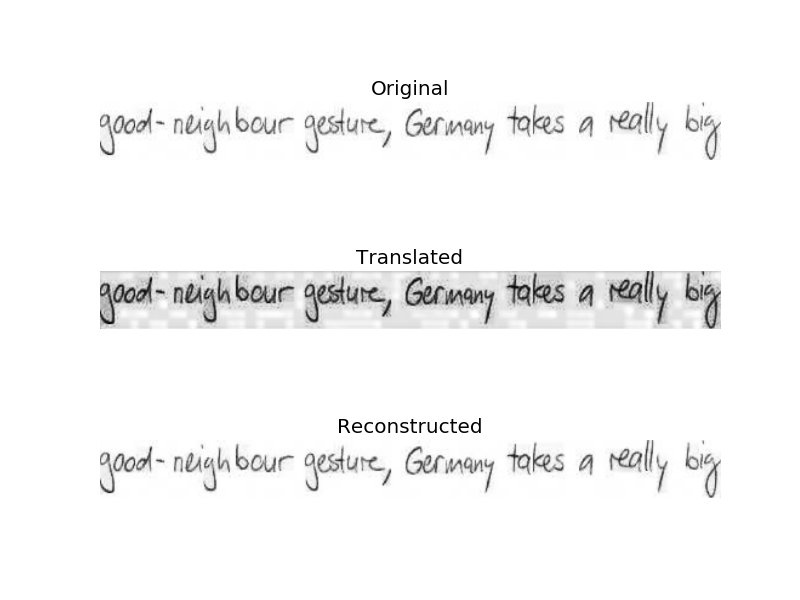 Original
good-neighbour gesture, Germany takes a really big
Translated
good-neighbour gesture, Germany takes a really big
Reconstructed
good-neighbour gesture, Germany takes a really big